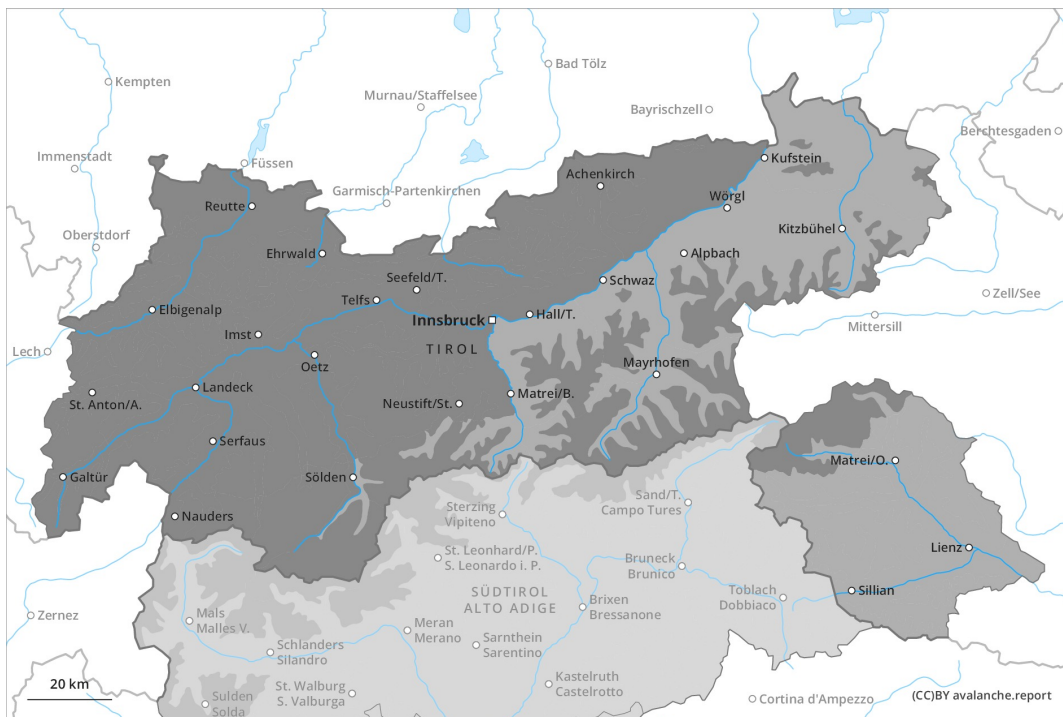 Kempten
Bad Tölz
Murnau/Staffelsee
Bayrischzell
Berchtesgaden
Immenstadt
Füssen
Kufstein
Garmisch-Partenkirchen
Achenkirch
Reutte
Wörgl
Oberstdorf
Kitzbühel
Ehrwald
Alpbach
Seefeld/T.
Schwaz
Zell/See
Telfs
Elbigenalp
Innsbruck
Hall/T.
Mittersill
Imst
TIROL
Lech
Oetz
Mayrhofen
Landeck
St. Anton/A.
Neustift/St.
Matrei/B.
Serfaus
Matrei/O.
Galtür
Sölden
Sand/T.
Campo Tures
Sterzing
Vipiteno
Nauders
Lienz
St. Leonhard/P.
S. Leonardo i. P.
Bruneck
Brunico
SÜDTIROL
ALTO ADIGE
Toblach
Dobbiaco
Sillian
Brixen
Bressanone
Zernez
Mals
Malles V.
Meran
Merano
Sarnthein
Sarentino
Schlanders
Silandro
Kastelruth
Castelrotto
20 km
St. Walburg
S. Valburga
Sulden
Solda
Cortina d'Ampezzo
(CC)BY avalanche.report